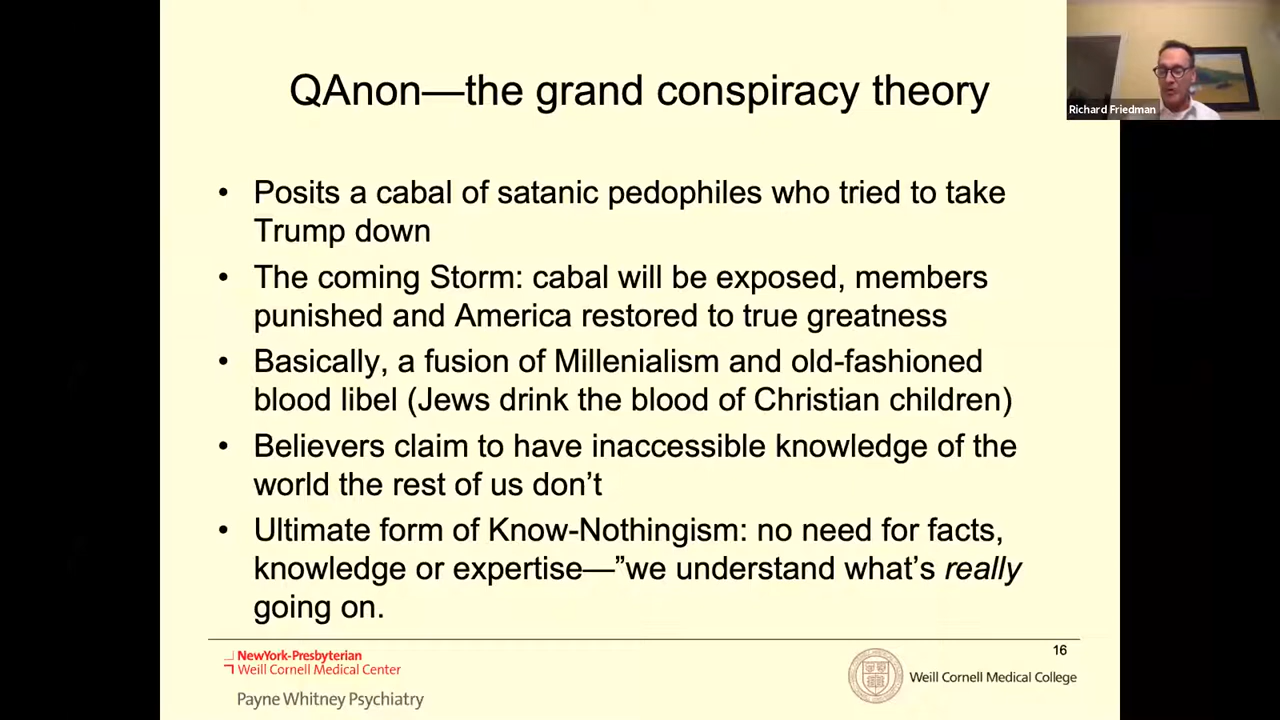 QAnon—the grand conspiracy theory
Richard Friedman
• Posits a cabal of satanic pedophiles who tried to take
Trump down
• The coming Storm: cabal will be exposed, members
punished and America restored to true greatness
• Basically, a fusion of Millenialism and old-fashioned
blood libel (Jews drink the blood of Christian children)
• Believers claim to have inaccessible knowledge of the
world the rest of us don’t
• Ultimate form of Know-Nothingism: no need for facts,
knowledge or expertise—”we understand what’s really
going on.
16
NewYork-Presbyterian
Weill Cornell Medical Center
Payne Whitney Psychiatry
Weill Cornell Medical College